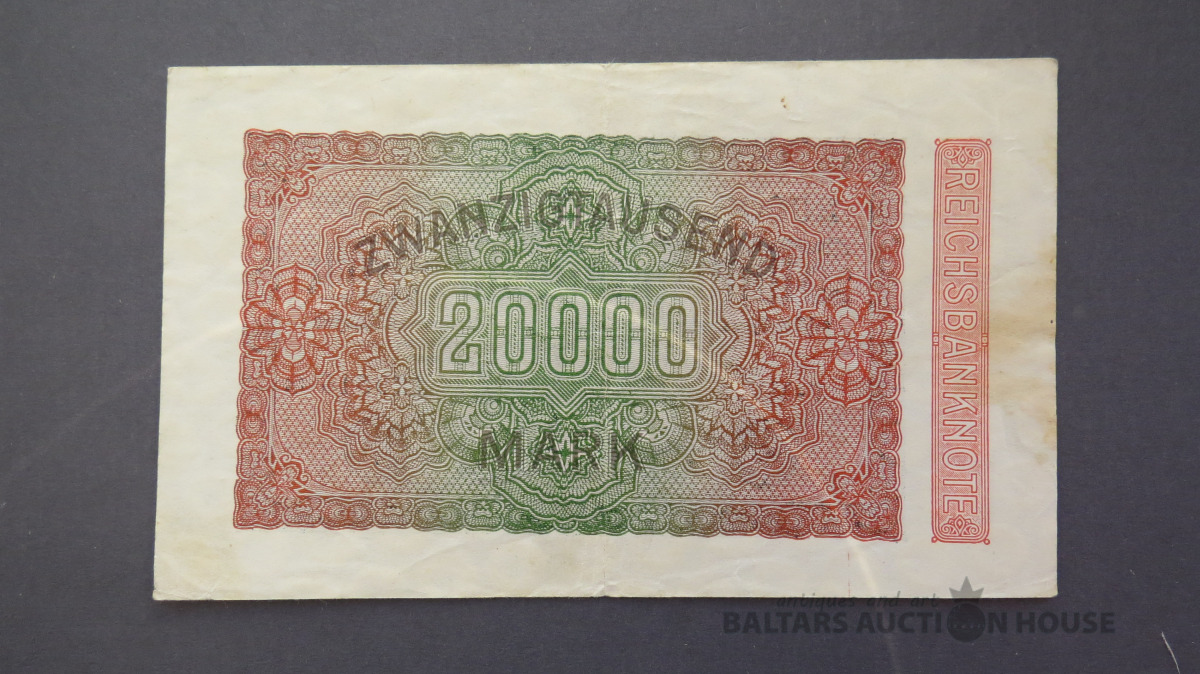 ZWANZIGTAUSEND
20000
MARK
REICHSBANKNOTE
antiques and art
BALTARS AUCTION HOUSE